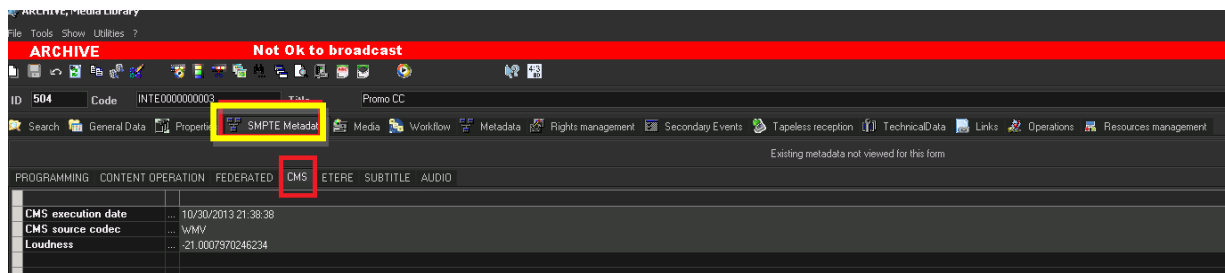 ARCHIVE, Media Library
File Tools Show Utilities ?
ARCHIVE Not Ok to broadcast
ID 504 Code INTE0000000003 Title Promo CC
Search General Data Properties SMPTE Metadata Media Workflow Metadata Rights management Secondary Events Tapeless reception TechnicalData Links Operations Resources management
Existing metadata not viewed for this form
PROGRAMMING CONTENT OPERATION FEDERATED CMS ETERE SUBTITLE AUDIO
CMS execution date ... 10/30/2013 21:38:38
CMS source codec ... WMV
Loudness ... -21.0007970246234